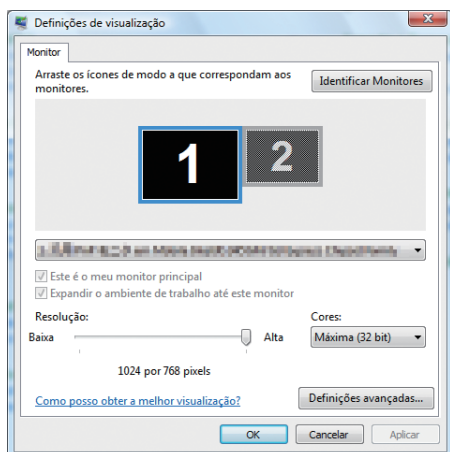 Definições de visualização
Monitor
Arraste os ícones de modo a que correspondam aos
monitores.
Identificar Monitores
1
2
Este é o meu monitor principal
Expandir o ambiente de trabalho até este monitor
Resolução:
Cores:
Baixa
Alta
Máxima (32 bit)
1024 por 768 pixels
Como posso obter a melhor visualização?
Definições avançadas...
OK
Cancelar
Aplicar